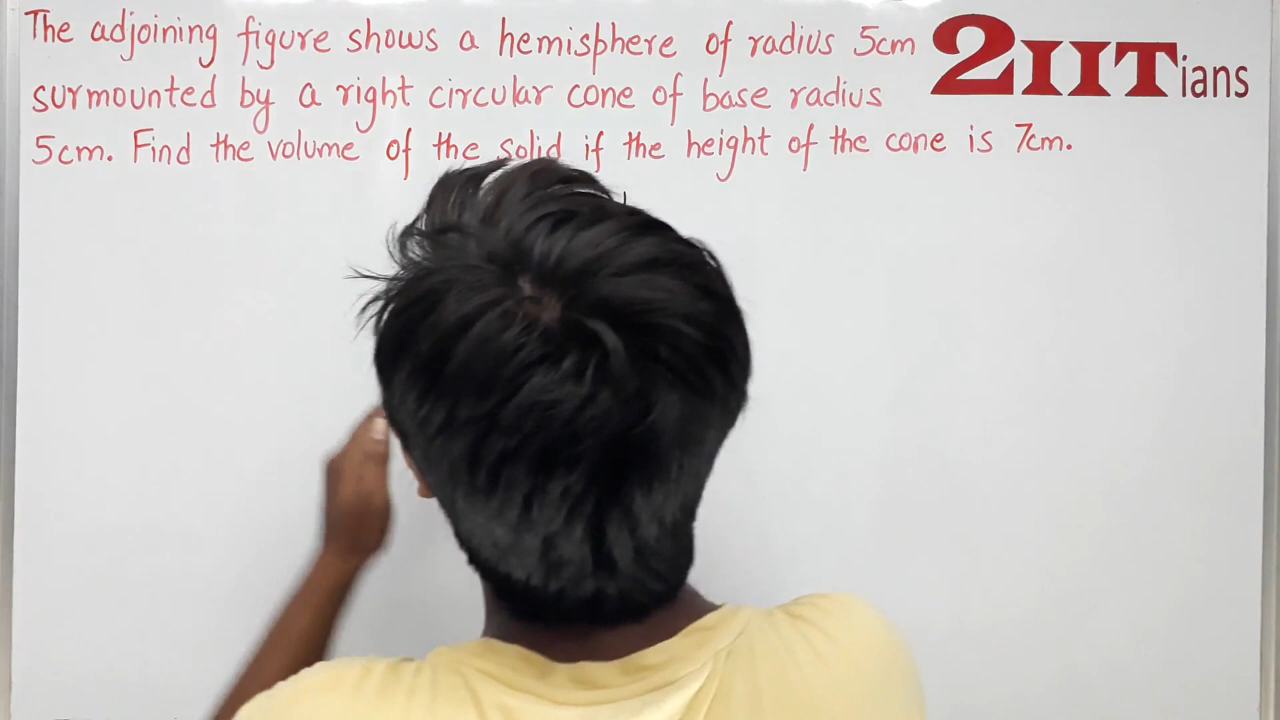 The adjoining figure shows a hemisphere of radius 5cm
surmounted by a right circular cone of base radius
5cm. Find the volume of the solid if the height of the cone is 7cm.
2IITians